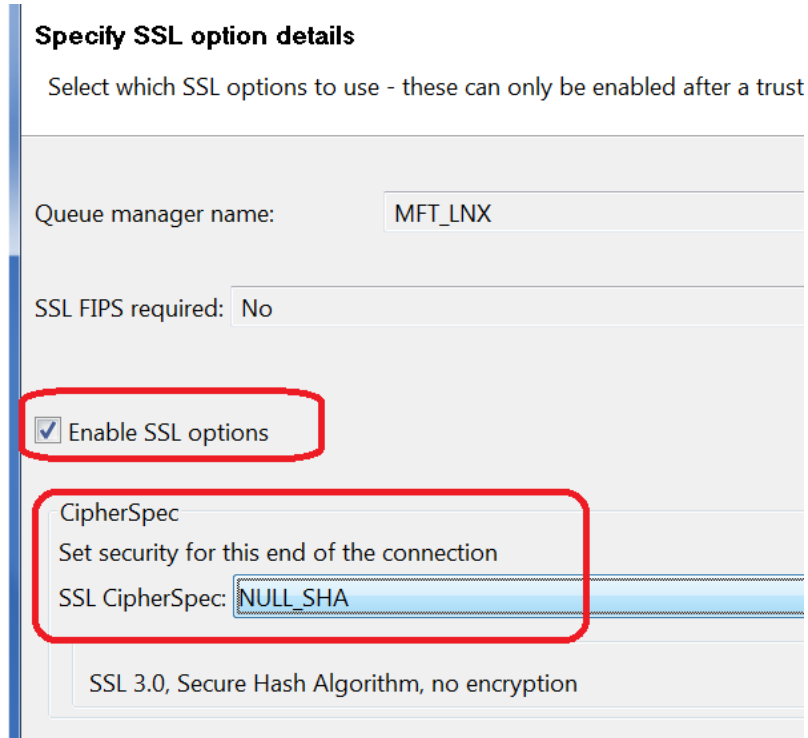 Specify SSL option details
Select which SSL options to use - these can only be enabled after a trust
Queue manager name: MFT_LNX
SSL FIPS required: No
Enable SSL options
CipherSpec
Set security for this end of the connection
SSL CipherSpec: NULL_SHA
SSL 3.0, Secure Hash Algorithm, no encryption